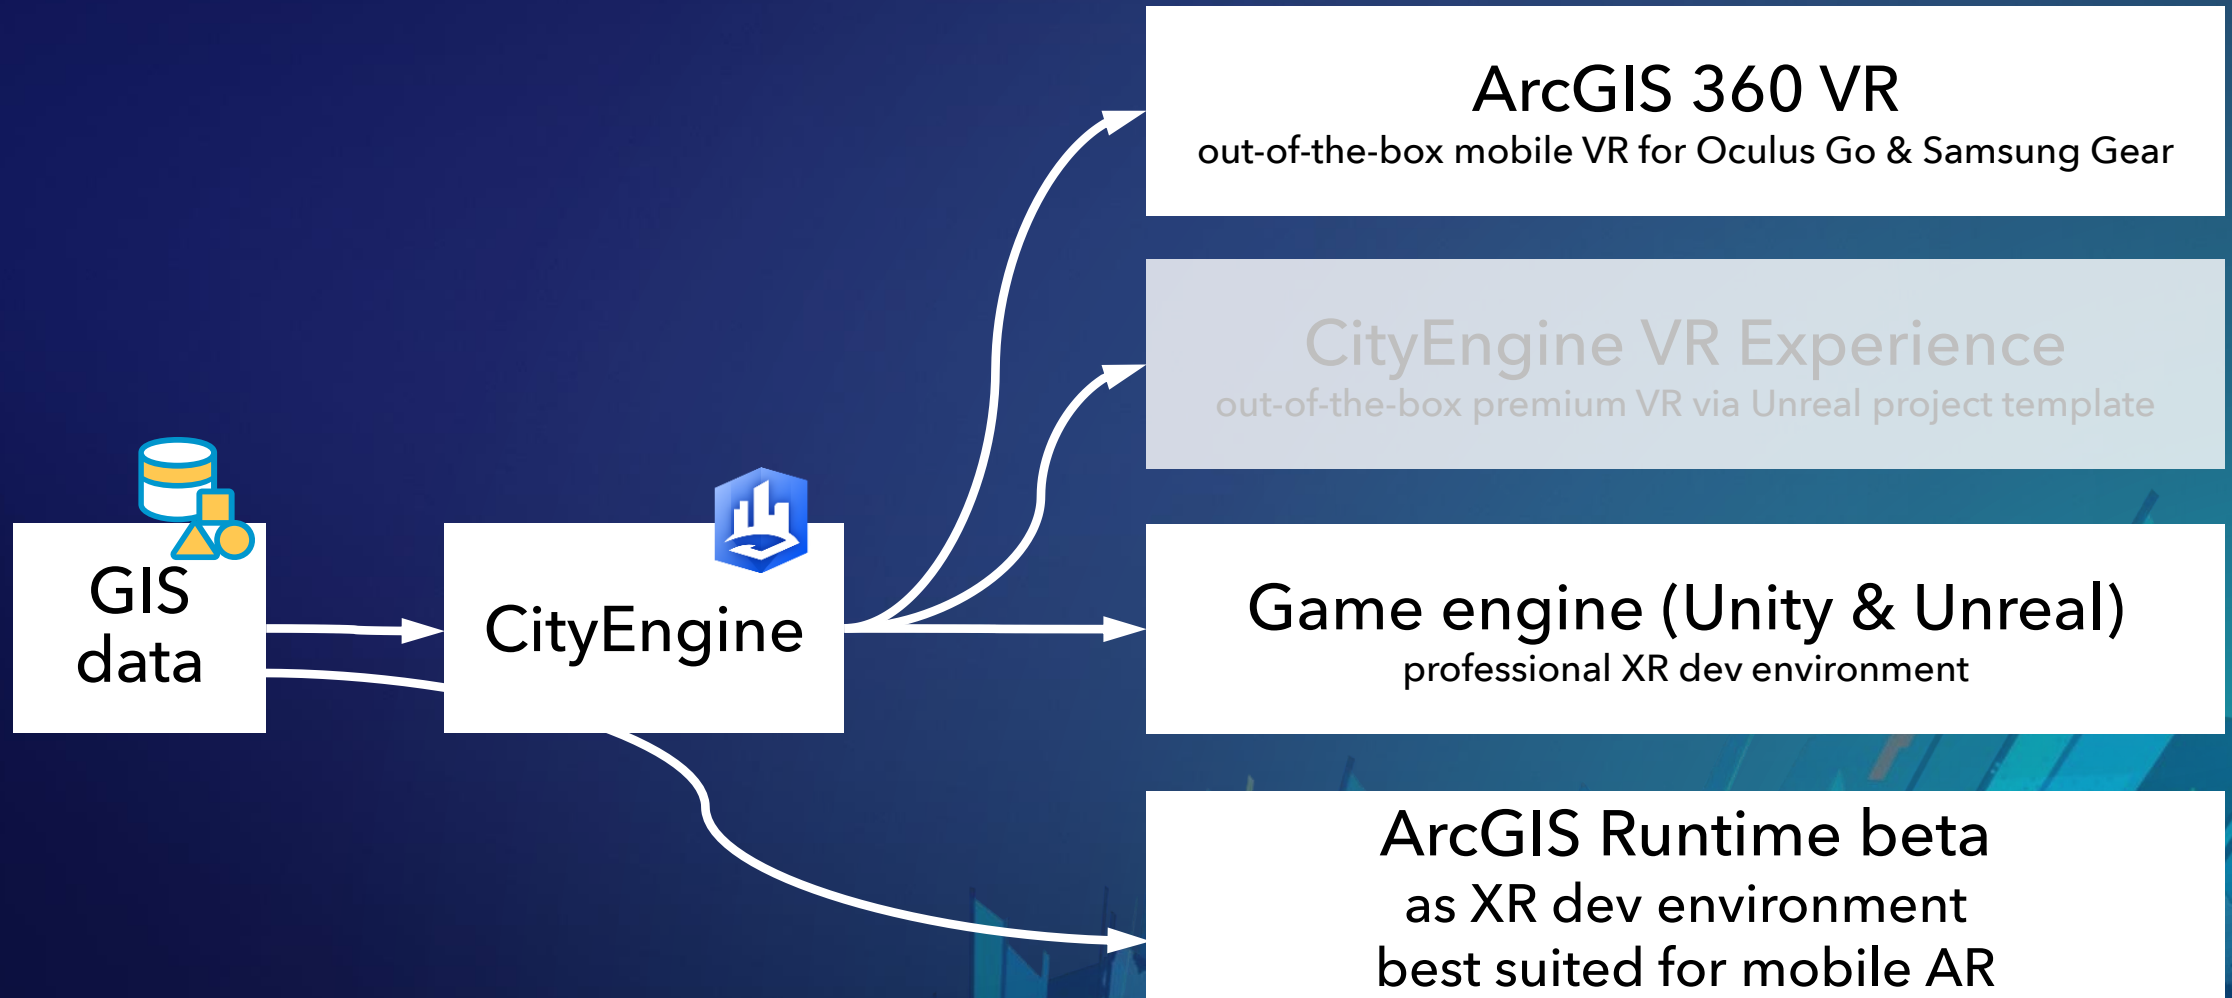 ArcGIS 360 VR
out-of-the-box mobile VR for Oculus Go & Samsung Gear
CityEngine VR Experience
out-of-the-box premium VR via Unreal project template
GIS
data
CityEngine
Game engine (Unity & Unreal)
professional XR dev environment
ArcGIS Runtime beta
as XR dev environment
best suited for mobile AR